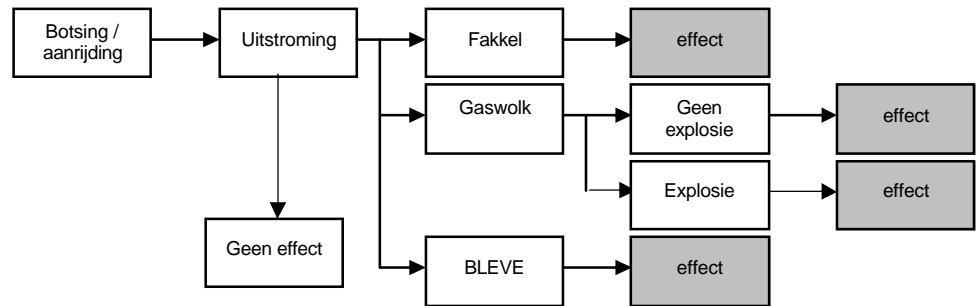 Botsing /
aanrijding
Uitstroming
Fakkel
effect
Gaswolk
Geen
explosie
effect
Explosie
effect
Geen effect
BLEVE
effect